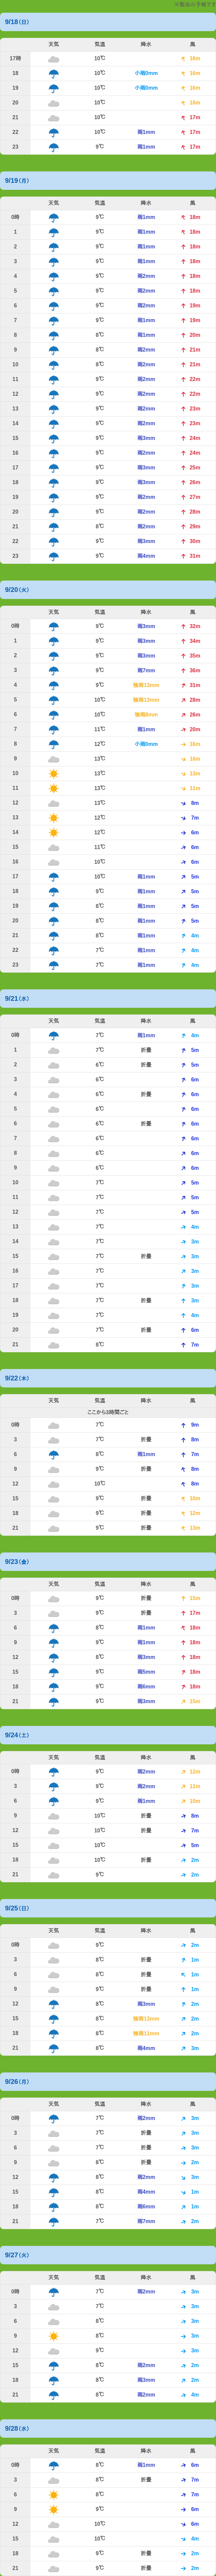 ※電坂の予報です
9/18(日)
天気 気温 降水 風
17時 10℃ 16m
18 10℃ 小雨0mm 16m
19 10℃ 小雨0mm 16m
20 10℃ 16m
21 10℃ 17m
22 10℃ 雨1mm 17m
23 9℃ 雨1mm 17m
9/19(月)
天気 気温 降水 風
0時 9℃ 雨1mm 18m
1 9℃ 雨1mm 18m
2 9℃ 雨1mm 18m
3 9℃ 雨1mm 18m
4 9℃ 雨2mm 18m
5 9℃ 雨2mm 18m
6 9℃ 雨2mm 19m
7 9℃ 雨1mm 19m
8 9℃ 雨1mm 20m
9 8℃ 雨2mm 21m
10 8℃ 雨2mm 21m
11 9℃ 雨2mm 22m
12 9℃ 雨2mm 22m
13 9℃ 雨2mm 23m
14 9℃ 雨2mm 23m
15 9℃ 雨3mm 24m
16 9℃ 雨2mm 24m
17 9℃ 雨3mm 25m
18 9℃ 雨3mm 26m
19 9℃ 雨2mm 27m
20 9℃ 雨2mm 28m
21 8℃ 雨2mm 29m
22 9℃ 雨3mm 30m
23 9℃ 雨4mm 31m
9/20(火)
天気 気温 降水 風
0時 9℃ 雨3mm 32m
1 9℃ 雨3mm 34m
2 9℃ 雨3mm 35m
3 9℃ 雨7mm 36m
4 9℃ 強雨13mm 31m
5 10℃ 強雨13mm 28m
6 10℃ 強雨8mm 26m
7 11℃ 雨1mm 20m
8 12℃ 小雨0mm 16m
9 13℃ 16m
10 13℃ 13m
11 13℃ 11m
12 13℃ 8m
13 12℃ 7m
14 12℃ 6m
15 11℃ 6m
16 10℃ 6m
17 10℃ 雨1mm 5m
18 9℃ 雨1mm 5m
19 8℃ 雨1mm 5m
20 8℃ 雨1mm 5m
21 8℃ 雨1mm 4m
22 7℃ 雨1mm 4m
23 7℃ 雨1mm 4m
9/21(水)
天気 気温 降水 風
0時 7℃ 雨1mm 4m
1 7℃ 折畳 5m
2 6℃ 折畳 5m
3 6℃ 6m
4 6℃ 折畳 6m
5 6℃ 6m
6 6℃ 折畳 6m
7 6℃ 6m
8 6℃ 6m
9 6℃ 6m
10 7℃ 5m
11 7℃ 5m
12 7℃ 5m
13 7℃ 4m
14 7℃ 3m
15 7℃ 折畳 3m
16 7℃ 3m
17 7℃ 3m
18 7℃ 折畳 3m
19 7℃ 4m
20 7℃ 折畳 6m
21 8℃ 7m
9/22(木)
天気 気温 降水 風
ここから3時間ごと
0時 7℃ 9m
3 7℃ 折畳 8m
6 8℃ 雨1mm 7m
9 9℃ 折畳 8m
12 10℃ 8m
15 9℃ 折畳 10m
18 9℃ 折畳 12m
21 9℃ 折畳 13m
9/23(金)
天気 気温 降水 風
0時 9℃ 折畳 15m
3 9℃ 折畳 17m
6 8℃ 雨1mm 18m
9 9℃ 雨1mm 18m
12 8℃ 雨3mm 18m
15 9℃ 雨5mm 18m
18 9℃ 雨6mm 18m
21 9℃ 雨3mm 15m
9/24(土)
天気 気温 降水 風
0時 9℃ 雨2mm 12m
3 9℃ 雨2mm 11m
6 9℃ 雨1mm 10m
9 10℃ 折畳 8m
12 10℃ 折畳 7m
15 10℃ 5m
18 10℃ 折畳 2m
21 9℃ 2m
9/25(日)
天気 気温 降水 風
0時 9℃ 2m
3 8℃ 折畳 1m
6 8℃ 折畳 1m
9 9℃ 折畳 1m
12 8℃ 雨3mm 2m
15 8℃ 強雨12mm 2m
18 8℃ 強雨11mm 2m
21 8℃ 雨4mm 3m
9/26(月)
天気 気温 降水 風
0時 7℃ 雨2mm 3m
3 7℃ 折畳 3m
6 7℃ 折畳 3m
9 8℃ 折畳 2m
12 8℃ 雨2mm 3m
15 8℃ 雨4mm 1m
18 8℃ 雨6mm 1m
21 7℃ 雨7mm 2m
9/27(火)
天気 気温 降水 風
0時 7℃ 雨2mm 3m
3 7℃ 3m
6 8℃ 3m
9 8℃ 3m
12 9℃ 3m
15 8℃ 雨2mm 2m
18 8℃ 雨3mm 2m
21 8℃ 雨2mm 4m
9/28(水)
天気 気温 降水 風
0時 8℃ 雨1mm 6m
3 8℃ 折畳 7m
6 8℃ 7m
9 9℃ 6m
12 10℃ 6m
15 10℃ 4m
18 9℃ 折畳 2m
21 9℃ 折畳 2m